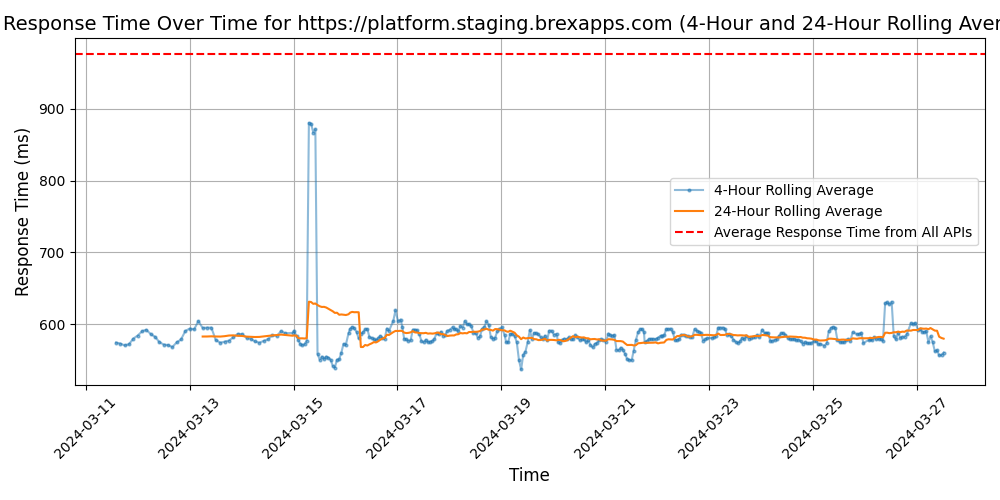 Response Time Over Time for https://platform.staging.brexapps.com (4-Hour and 24-Hour Rolling Aver
Response Time (ms)
900
800
700
600
4-Hour Rolling Average
24-Hour Rolling Average
Average Response Time from All APIs
2024-03-11
2024-03-13
2024-03-15
2024-03-17
2024-03-19
2024-03-21
2024-03-23
2024-03-25
2024-03-27
Time